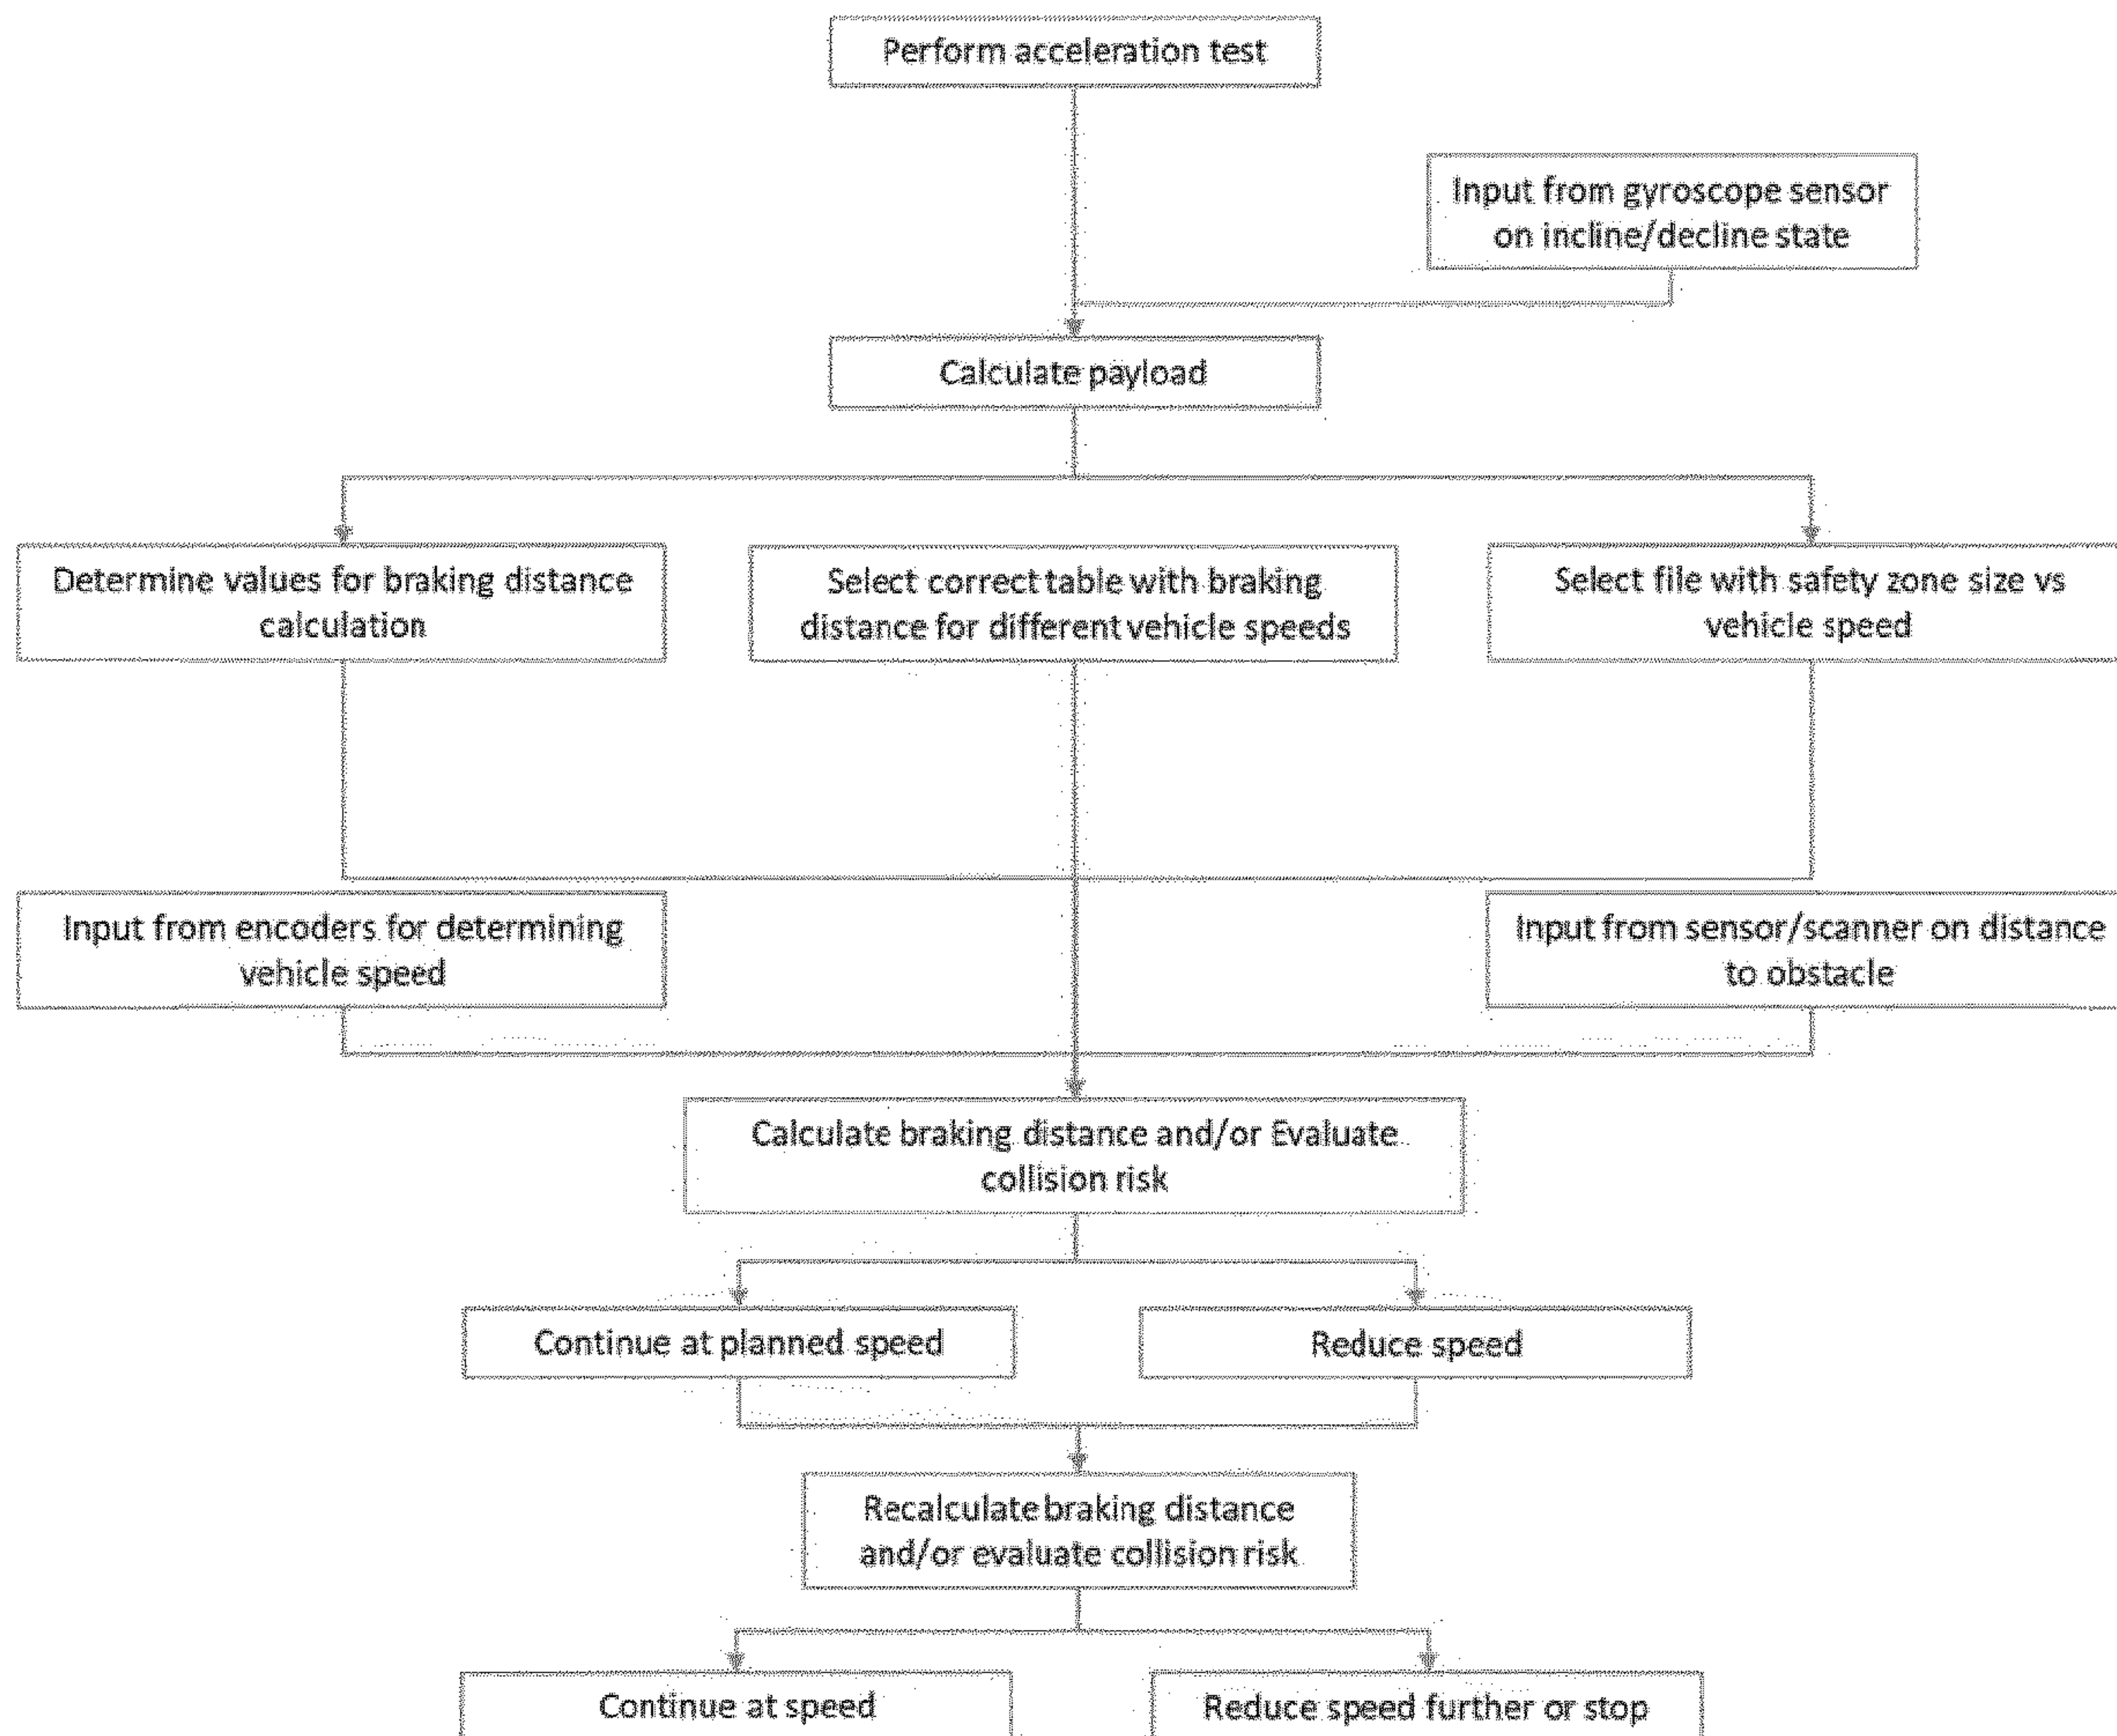 Perform acceleration test
Input from gyroscope sensor
on incline/decline state
Calculate payload
Determine values for braking distance
calculation
Select correct table with braking
distance for different vehicle speeds
Select file with safety zone size vs
vehicle speed
Input from encoders for determining
vehicle speed
Input from sensor/scanner on distance
to obstacle
Calculate braking distance and/or Evaluate
collision risk
Continue at planned speed
Reduce speed
Recalculate braking distance
and/or evaluate collision risk
Continue at speed
Reduce speed further or stop